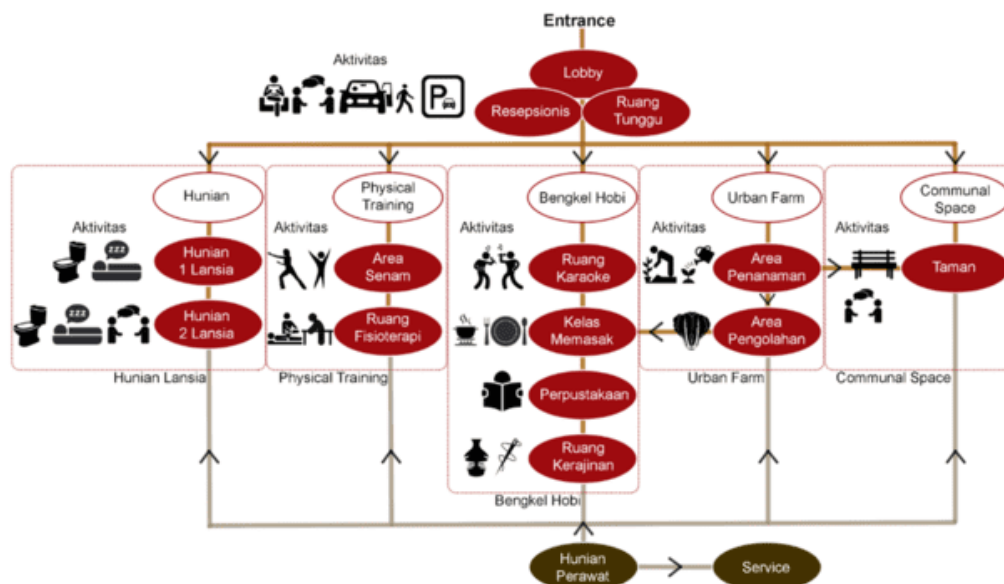 Entrance
Aktivitas
Lobby
P
Resepsionis
Ruang
Tunggu
Hunian
Physical
Training
Bengkel Hobi
Urban Farm
Communal
Space
Aktivitas
Aktivitas
Aktivitas
Aktivitas
Aktivitas
zzz
Hunian
1 Lansia
Area
Senam
Ruang
Karaoke
Area
Penanaman
Taman
zzz
Hunian
2 Lansia
Ruang
Fisioterapi
Kelas
Memasak
Area
Pengolahan
Hunian Lansia
Physical Training
Urban Farm
Communal Space
Perpustakaan
Ruang
Kerajinan
Bengkel Hobi
Hunian
Perawat
Service